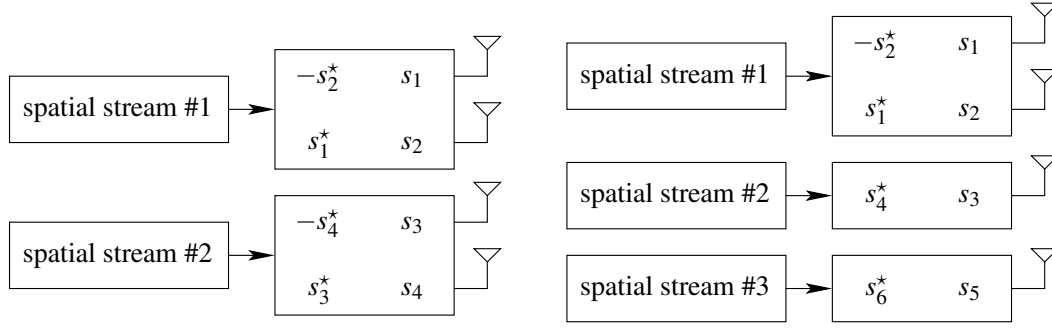 spatial stream #1
−s₂⋆ s₁
s₁⋆ s₂
spatial stream #2
−s₄⋆ s₃
s₃⋆ s₄
spatial stream #1
−s₂⋆ s₁
s₁⋆ s₂
spatial stream #2
s₄⋆ s₃
spatial stream #3
s₆⋆ s₅